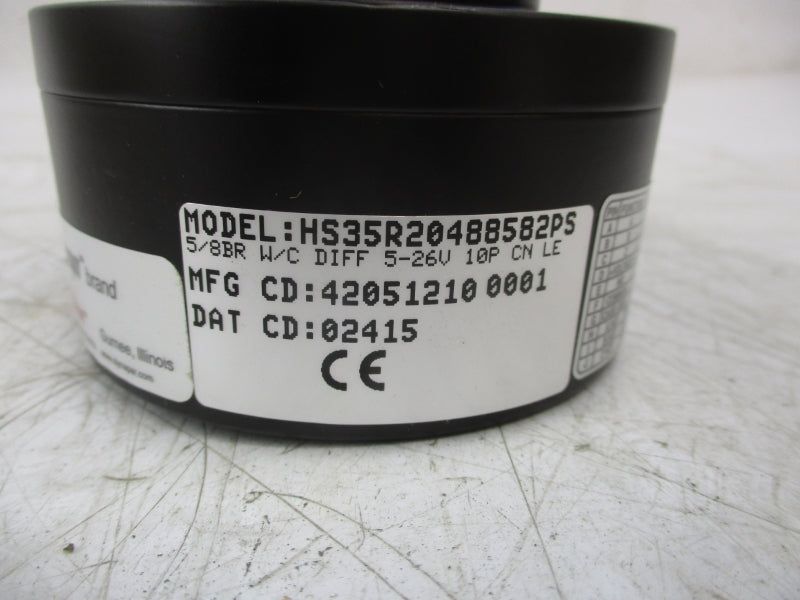 brand
Gurnee, Illinois
MODEL:HS35R20488582PS
5/8BR W/C DIFF 5-26V 10P CN LE
MFG CD:42051210 0001
DAT CD:02415
CE